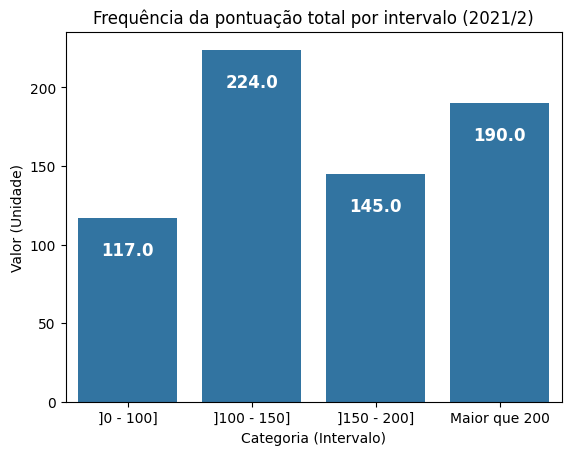 Frequência da pontuação total por intervalo (2021/2)
Valor (Unidade)
200
150
100
50
0
117.0
224.0
145.0
190.0
]0 - 100]
]100 - 150]
]150 - 200]
Maior que 200
Categoria (Intervalo)